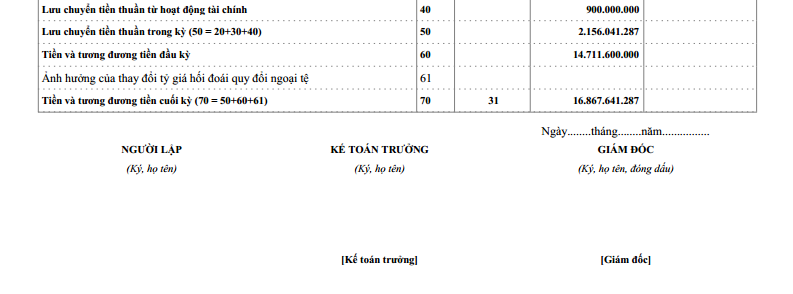 Lưu chuyển tiền thuần từ hoạt động tài chính 40 900.000.000
Lưu chuyển tiền thuần trong kỳ (50 = 20+30+40) 50 2.156.041.287
Tiền và tương đương tiền đầu kỳ 60 14.711.600.000
Ảnh hưởng của thay đổi tỷ giá hối đoái quy đổi ngoại tệ 61
Tiền và tương đương tiền cuối kỳ (70 = 50+60+61) 70 31 16.867.641.287
Ngày........tháng........năm................
NGƯỜI LẬP KẾ TOÁN TRƯỞNG GIÁM ĐỐC
(Ký, họ tên) (Ký, họ tên) (Ký, họ tên, đóng dấu)
[Kế toán trưởng] [Giám đốc]